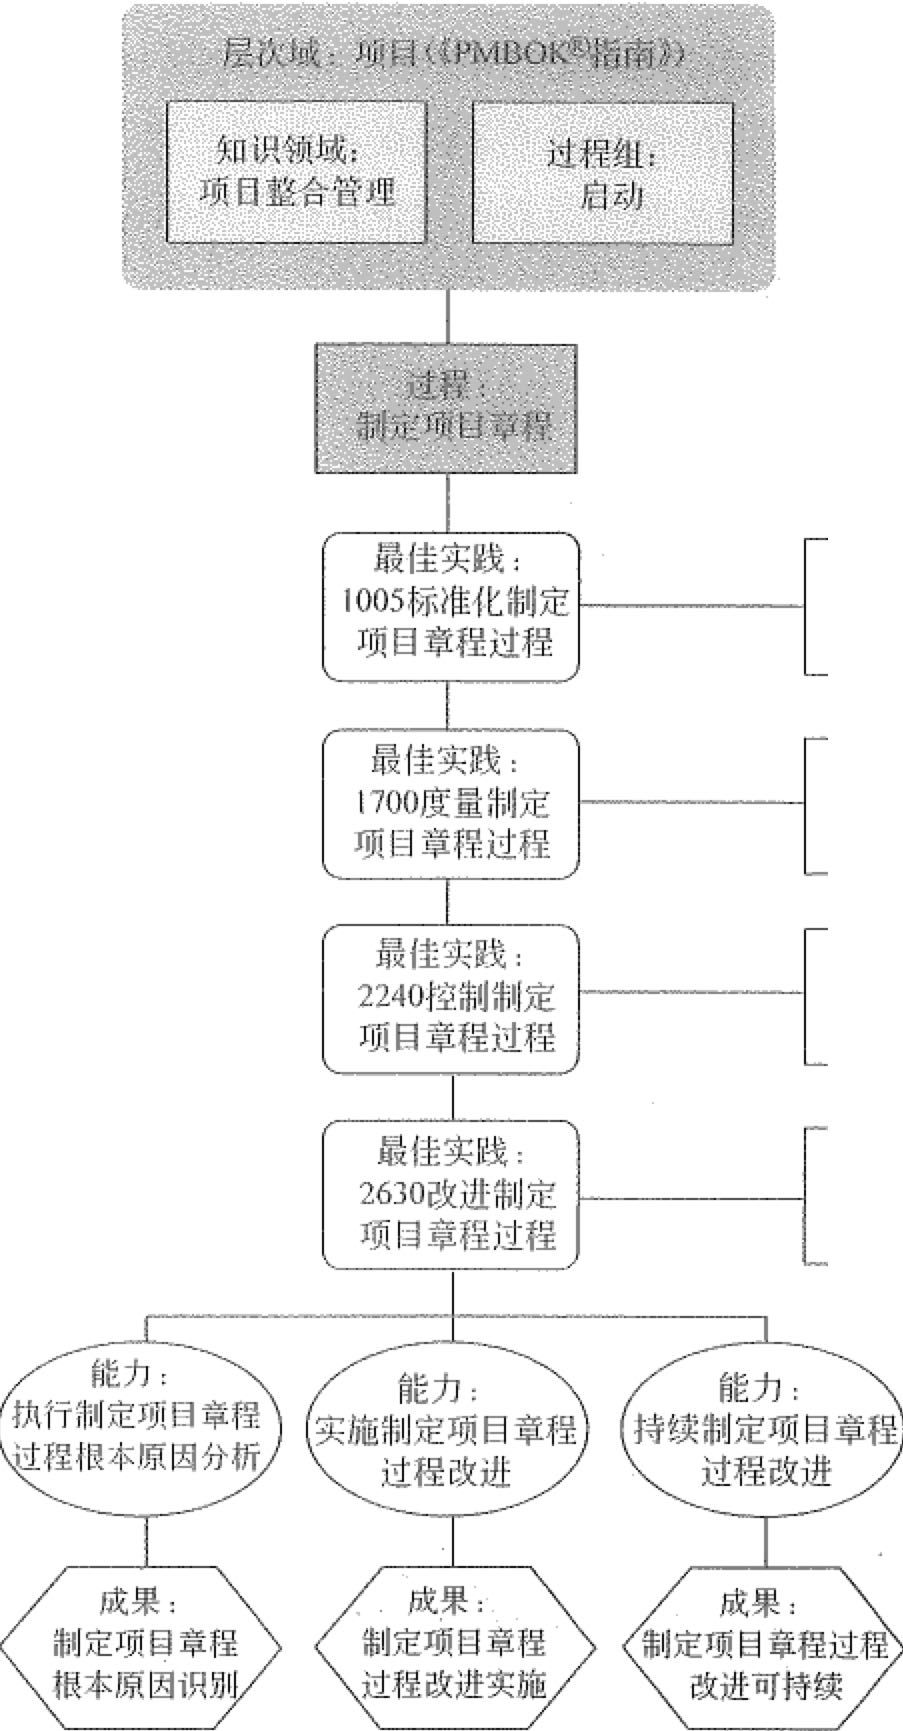 层次域：项目（《PMBOK®指南》）
知识领域：
项目整合管理
过程组：
启动
过程：
制定项目章程
最佳实践：
1005标准化制定
项目章程过程
最佳实践：
1700度量制定
项目章程过程
最佳实践：
2240控制制定
项目章程过程
最佳实践：
2630改进制定
项目章程过程
能力：
执行制定项目章程
过程根本原因分析
能力：
实施制定项目章程
过程改进
能力：
持续制定项目章程
过程改进
成果：
制定项目章程
根本原因识别
成果：
制定项目章程
过程改进实施
成果：
制定项目章程过程
改进可持续